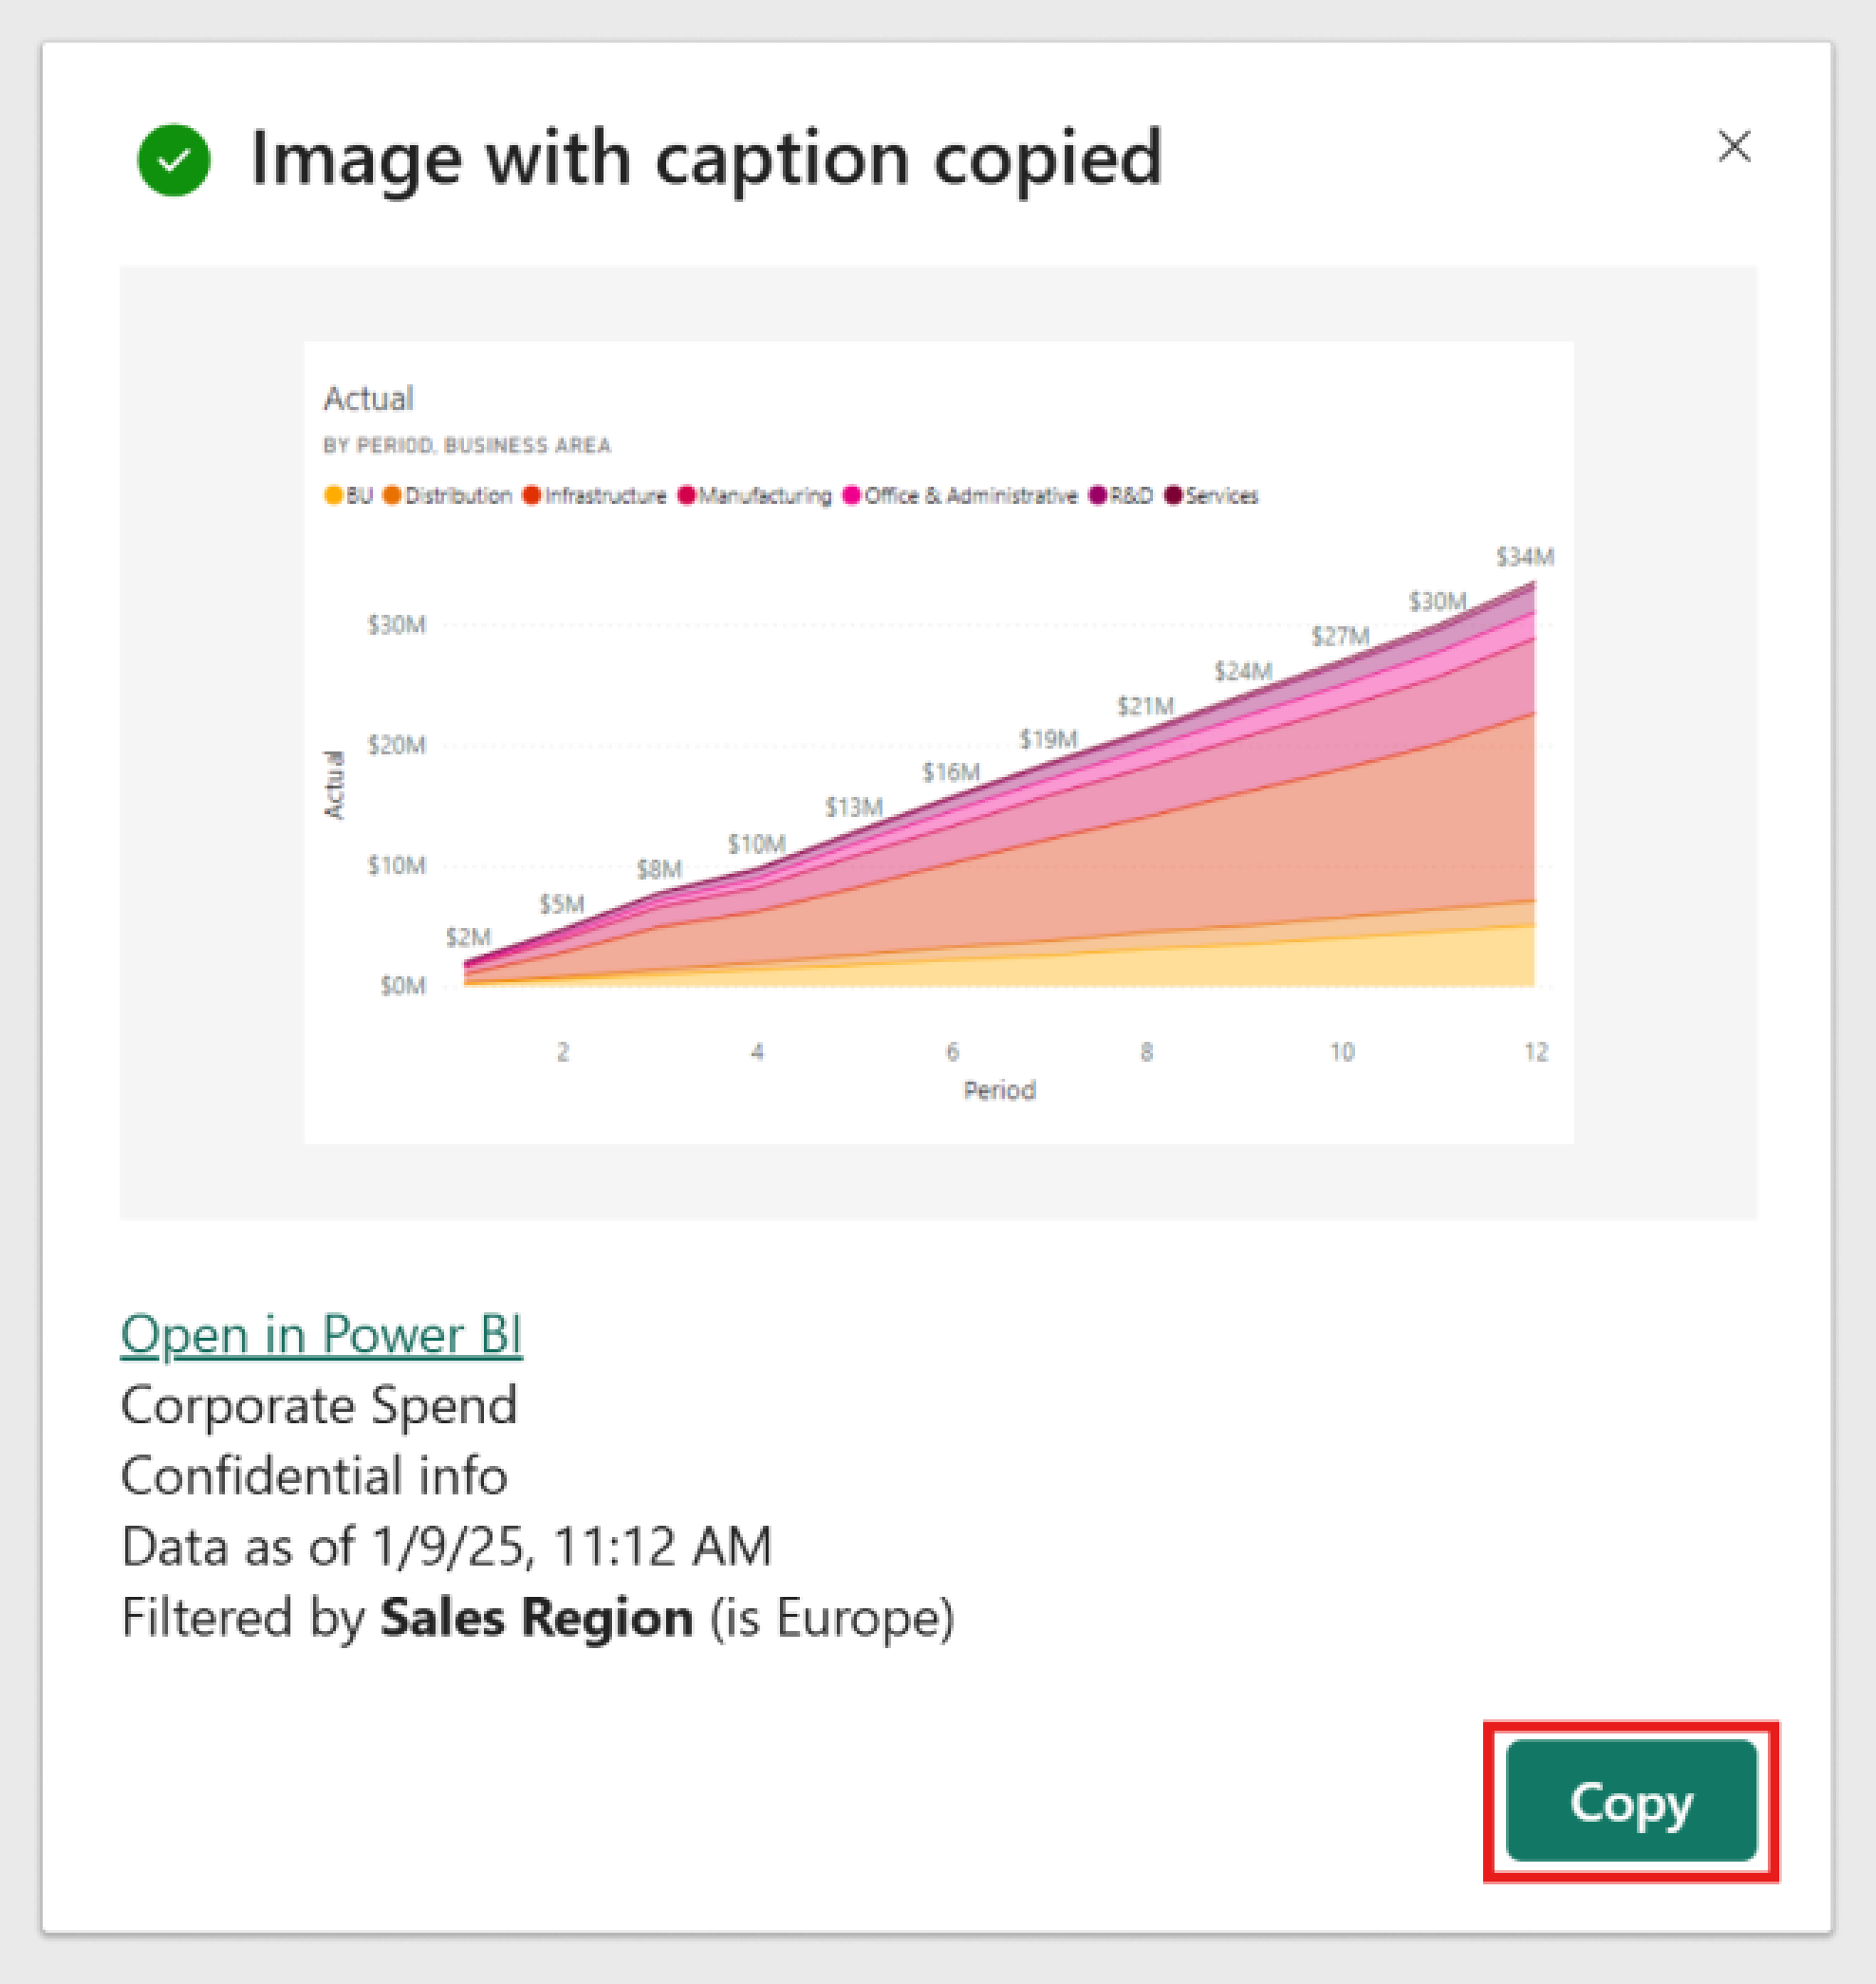 Image with caption copied
Actual
BY PERIOD, BUSINESS AREA
BU Distribution Infrastructure Manufacturing Office & Administrative R&D Services
$34M
$30M
$27M
$24M
$21M
$19M
$16M
$13M
$10M
$8M
$5M
$2M
$30M
$20M
$10M
$0M
Actual
2 4 6 8 10 12
Period
Open in Power BI
Corporate Spend
Confidential info
Data as of 1/9/25, 11:12 AM
Filtered by Sales Region (is Europe)
Copy